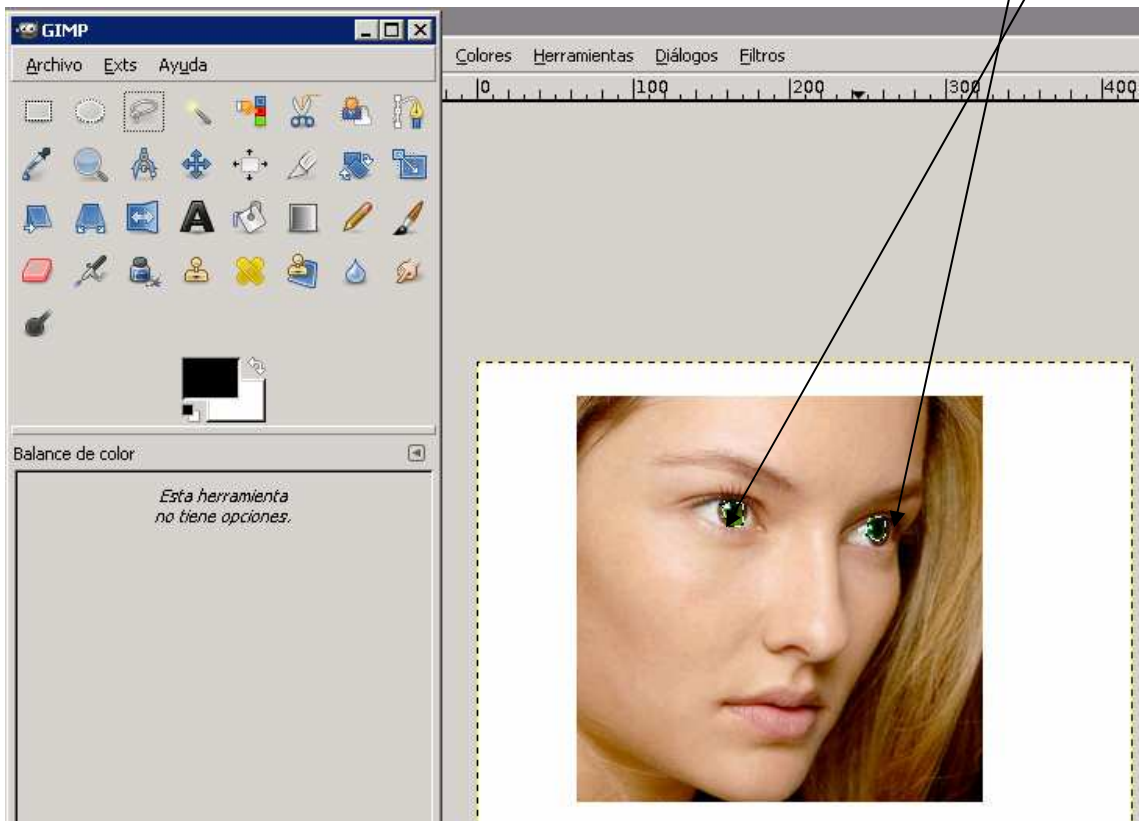 GIMP
Archivo Exts Ayuda
Colores Herramientas Diálogos Filtros
0 100 200 300 400
Balance de color
Esta herramienta
no tiene opciones.